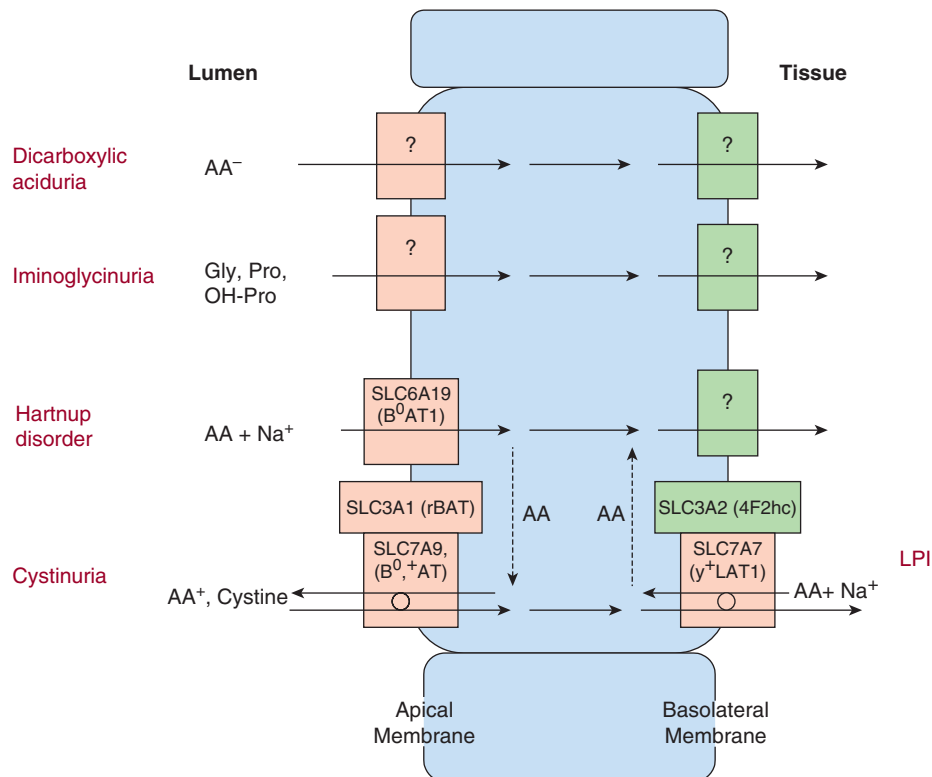 Lumen
Tissue
Dicarboxylic
aciduria
AA⁻
?
?
Iminoglycinuria
Gly, Pro,
OH-Pro
?
?
Hartnup
disorder
AA + Na⁺
SLC6A19
(B⁰AT1)
?
SLC3A1 (rBAT)
AA
AA
SLC3A2 (4F2hc)
Cystinuria
AA⁺, Cystine
SLC7A9,
(B⁰,⁺AT)
SLC7A7
(y⁺LAT1)
AA+ Na⁺
LPI
Apical
Membrane
Basolateral
Membrane